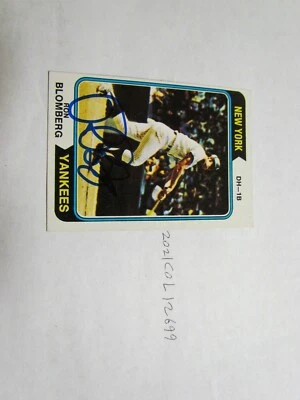 NEW YORK
DH-1B
RON
BLOMBERG
YANKEES
2021COL12699